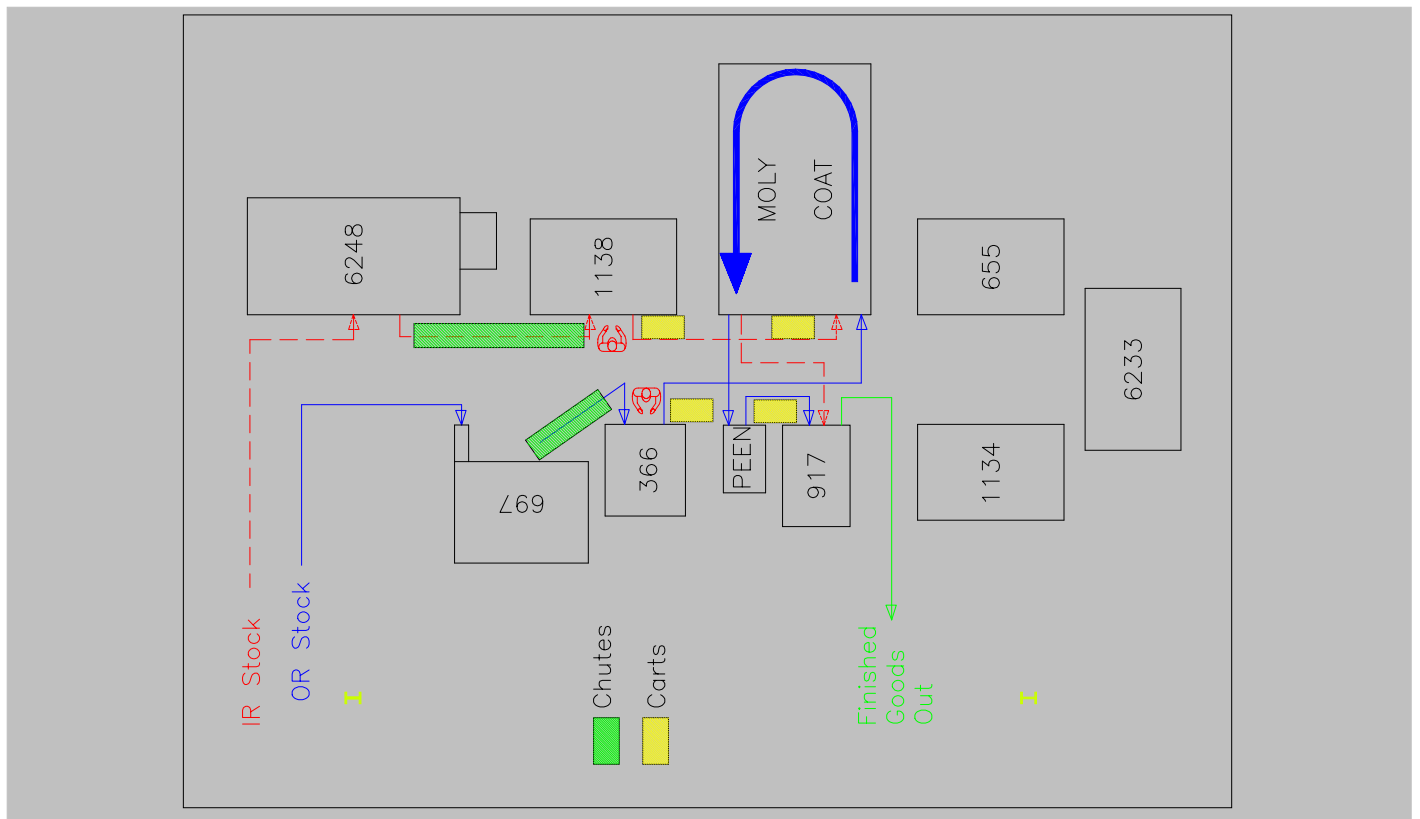 6248
1138
MOLY
COAT
655
6233
697
366
PEEN
917
1134
IR Stock
OR Stock
Chutes
Carts
Finished
Goods
Out